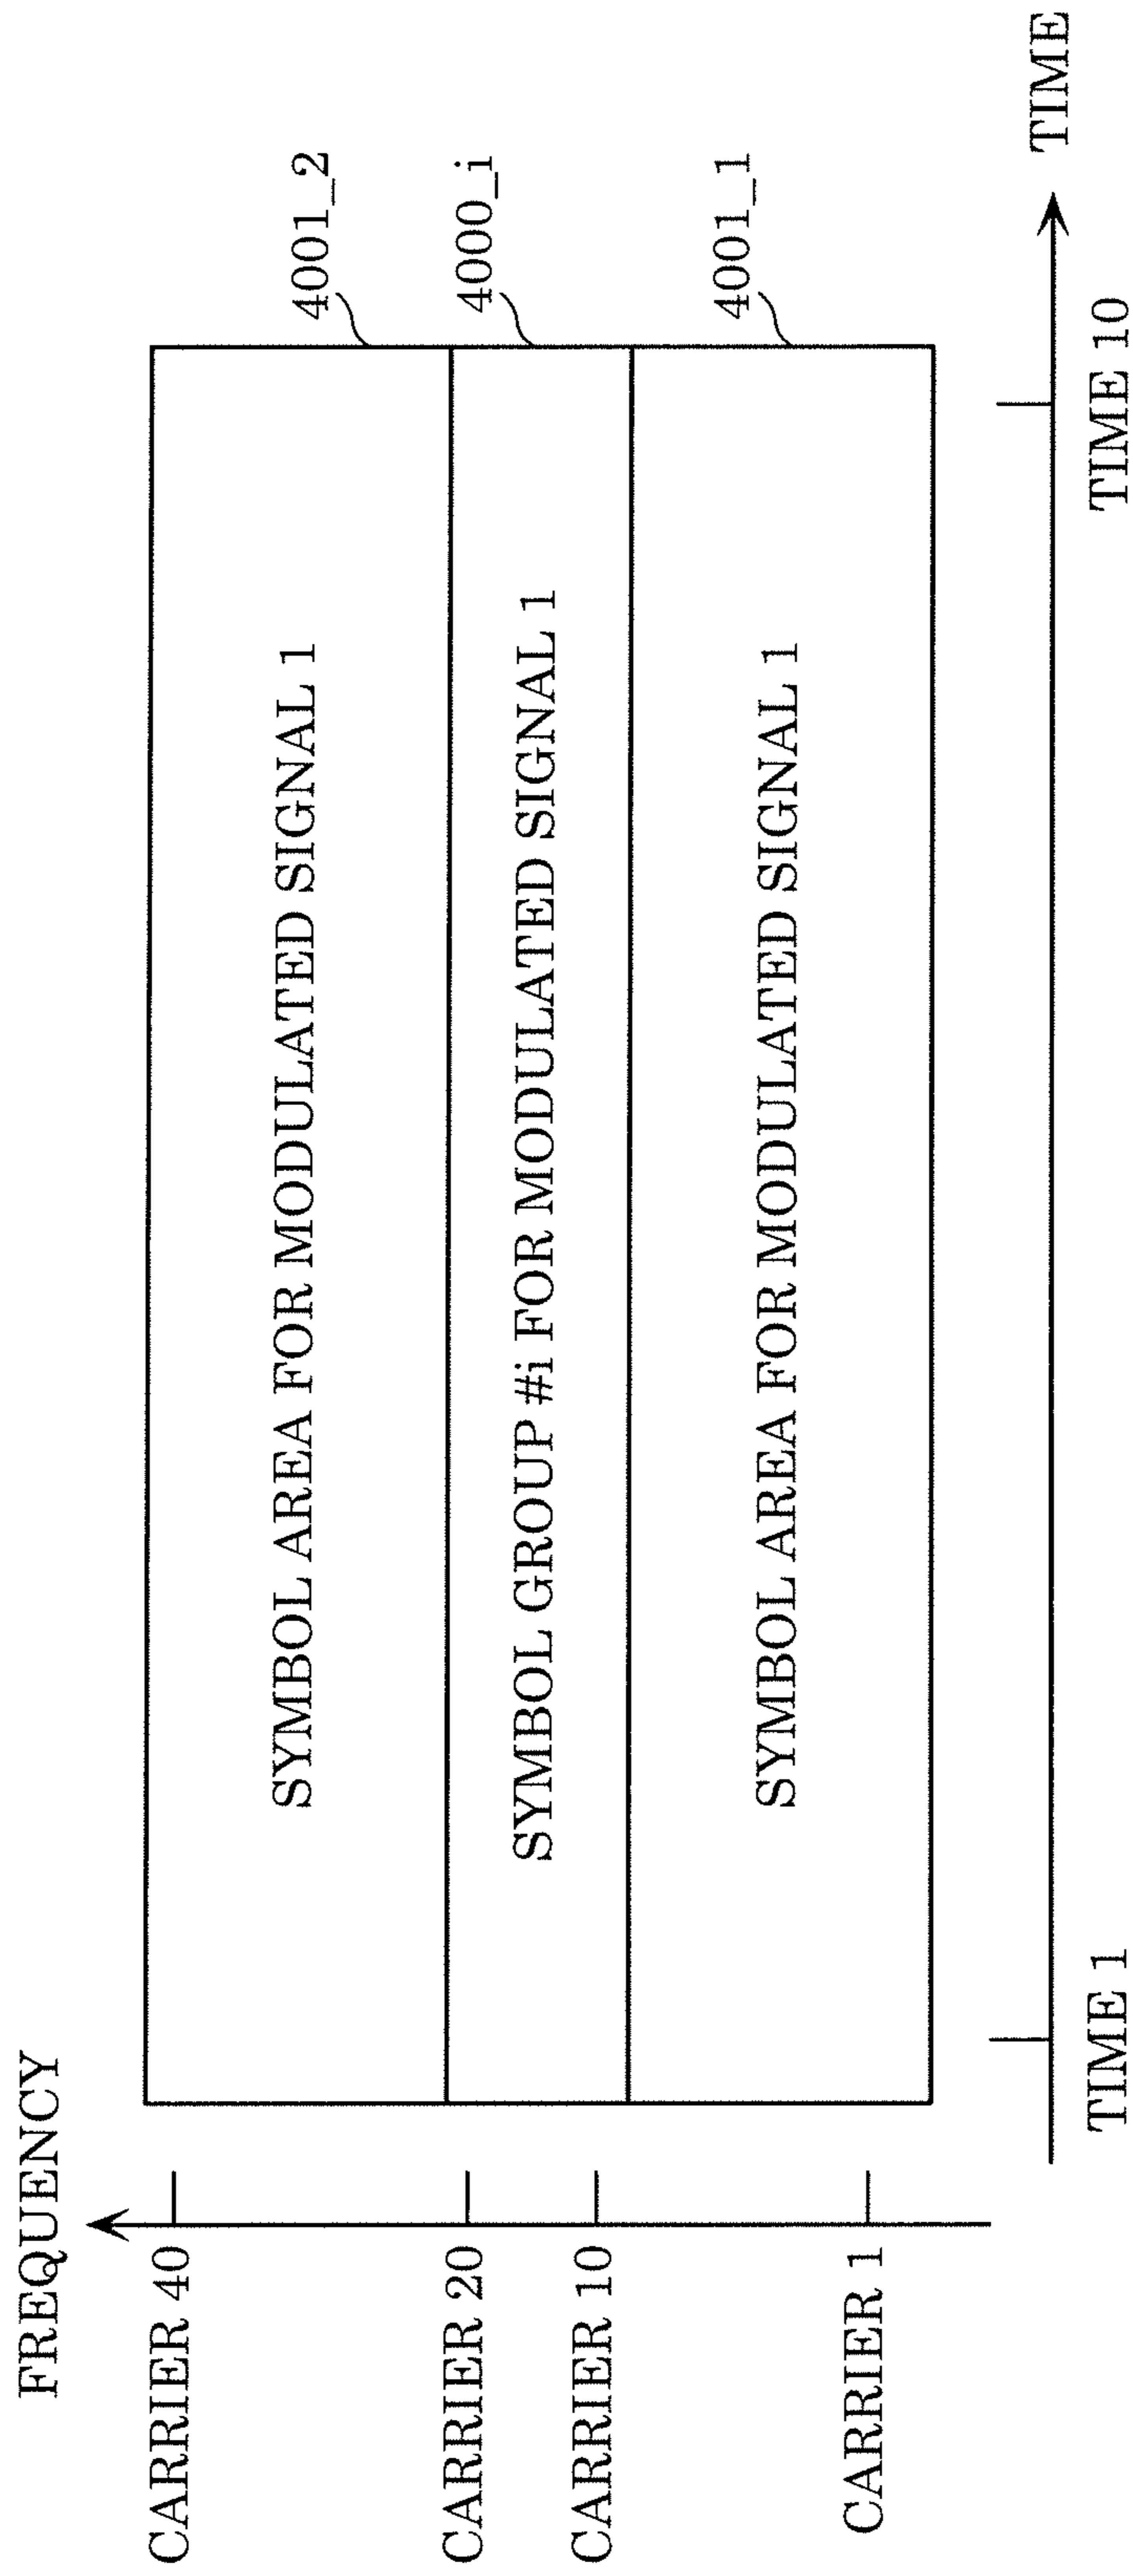 FREQUENCY
CARRIER 40
CARRIER 20
CARRIER 10
CARRIER 1
SYMBOL AREA FOR MODULATED SIGNAL 1
4001_2
SYMBOL GROUP #i FOR MODULATED SIGNAL 1
4000_i
SYMBOL AREA FOR MODULATED SIGNAL 1
4001_1
TIME 1
TIME 10
TIME